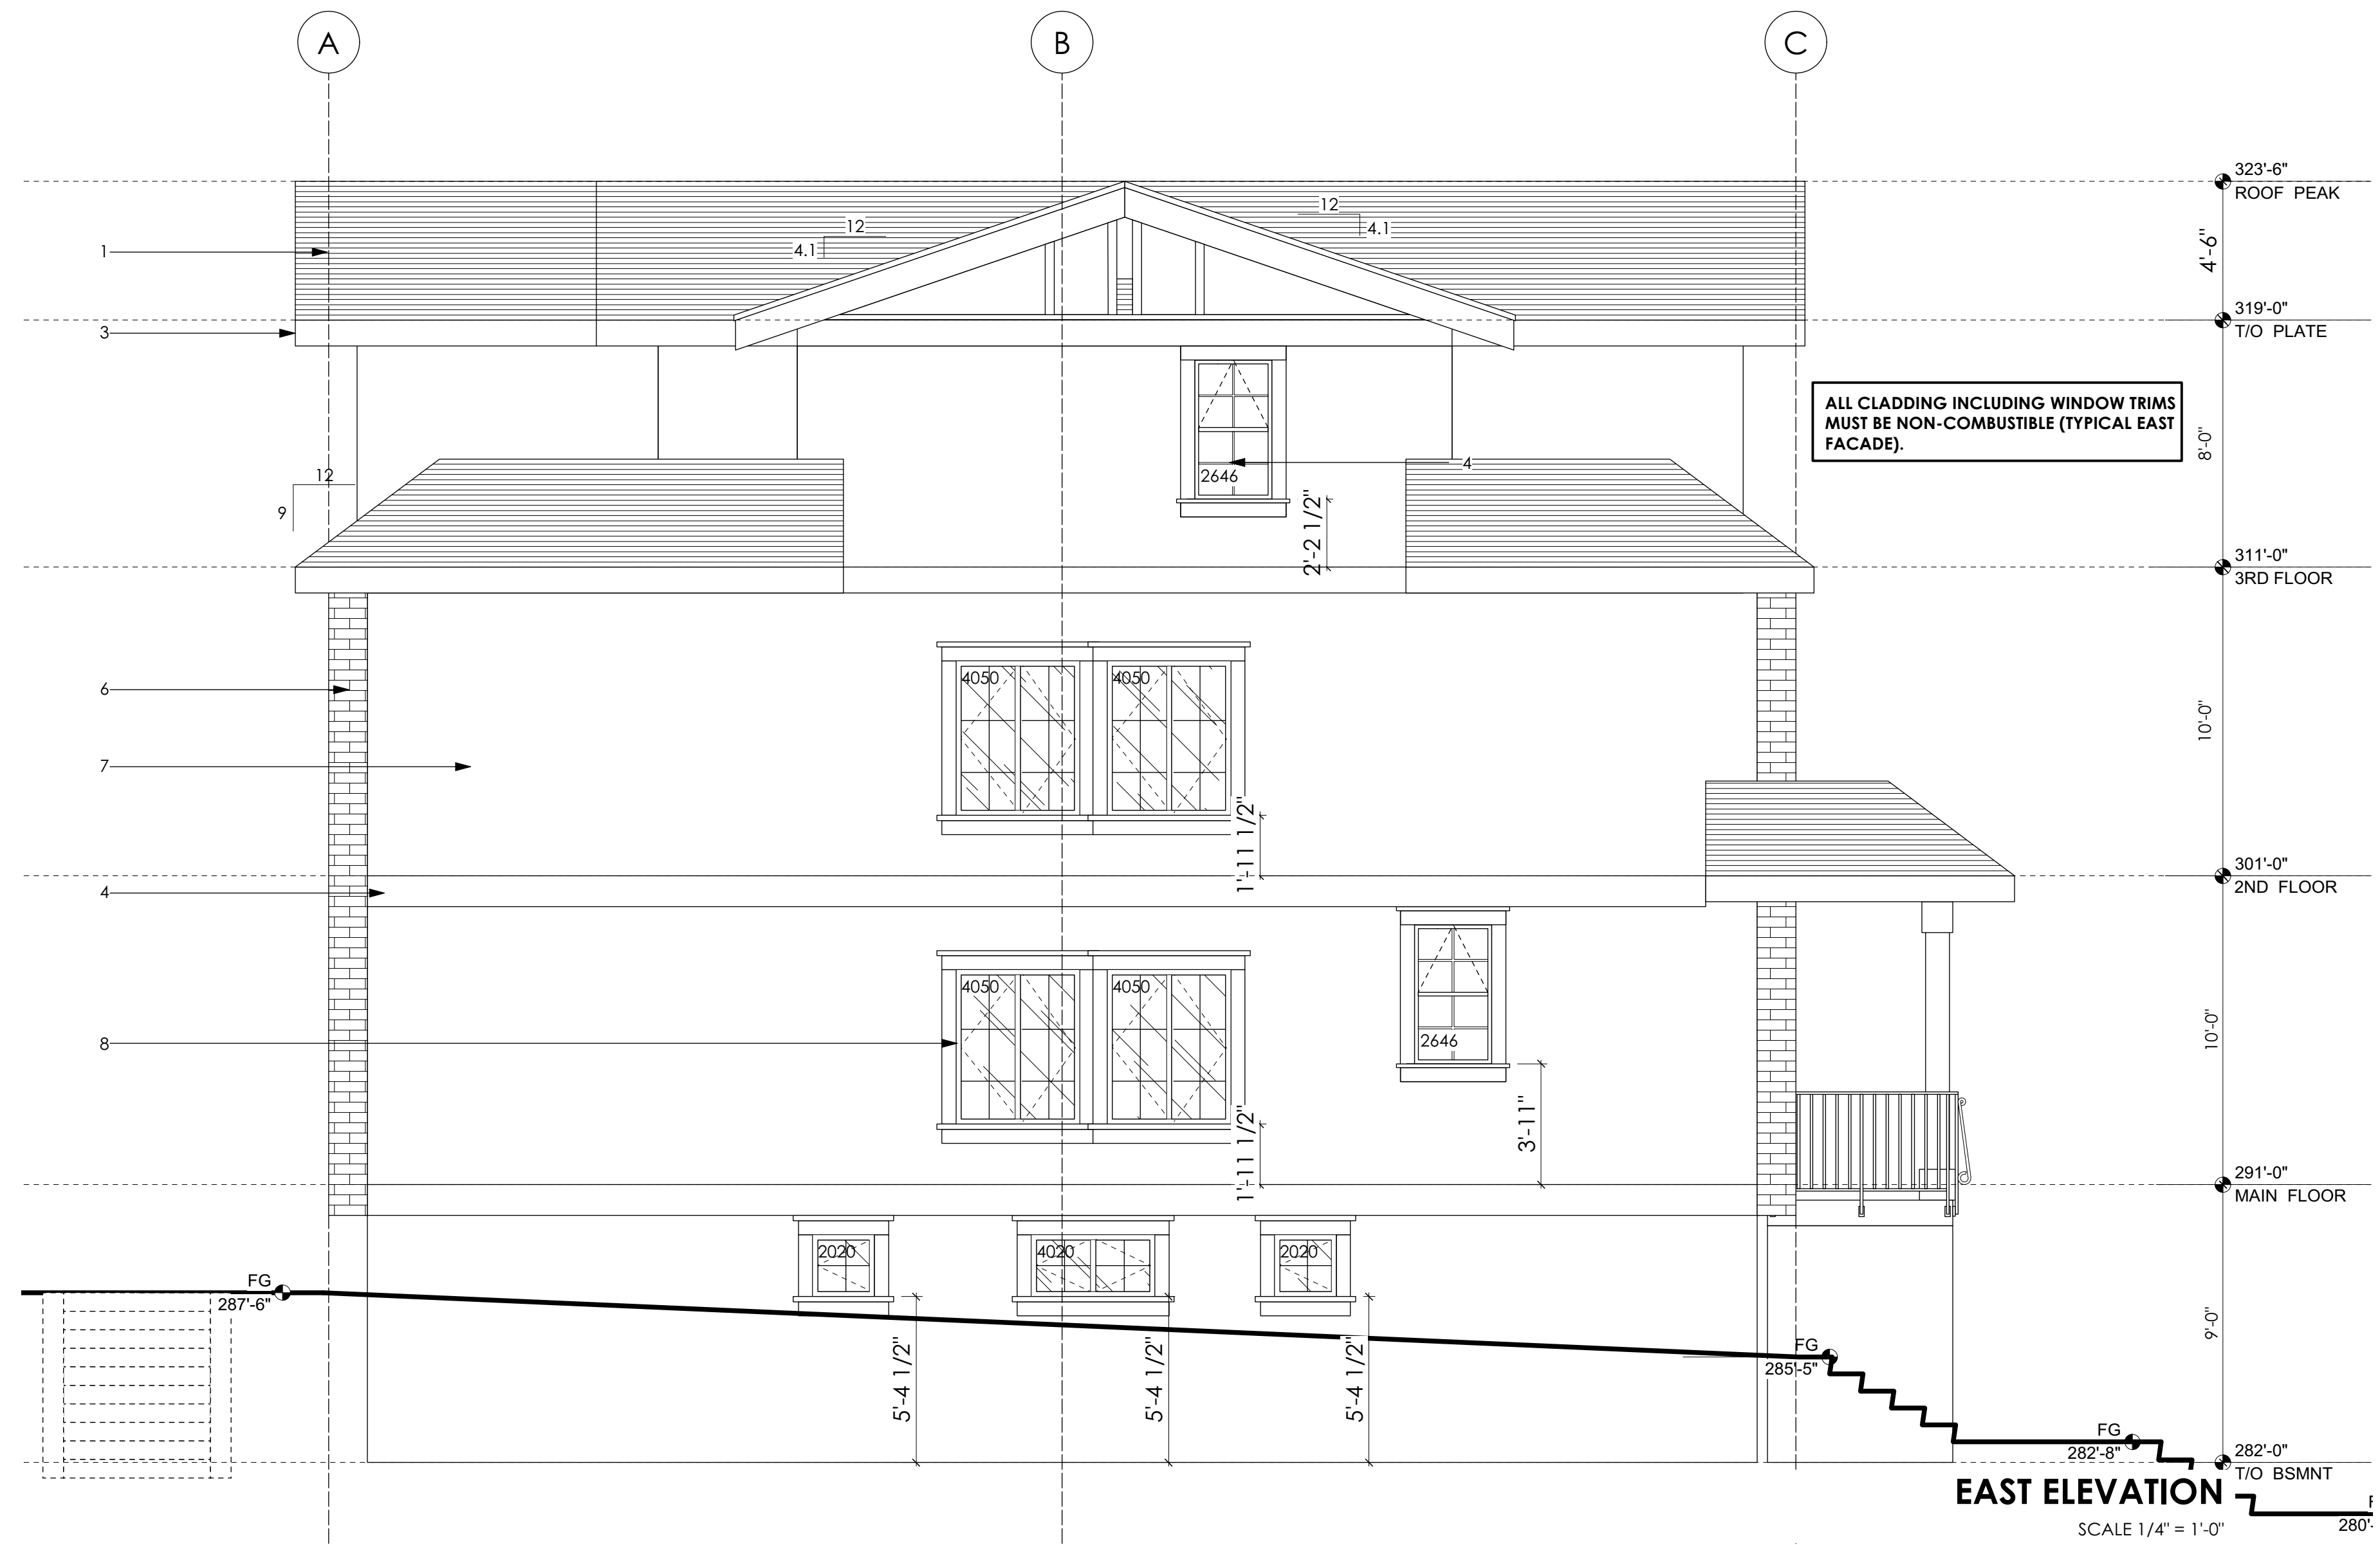 A
B
C
323'-6"
ROOF PEAK
12
4.1
12
4.1
1
4'-6"
3
319'-0"
T/O PLATE
ALL CLADDING INCLUDING WINDOW TRIMS
MUST BE NON-COMBUSTIBLE (TYPICAL EAST
FACADE).
8'-0"
12
9
2646
4
2'-2 1/2"
311'-0"
3RD FLOOR
6
4050
4050
7
10'-0"
1'-11 1/2"
301'-0"
2ND FLOOR
4
4050
4050
8
2646
10'-0"
1'-11 1/2"
3'-11"
291'-0"
MAIN FLOOR
2020
4020
2020
FG
287'-6"
9'-0"
5'-4 1/2"
5'-4 1/2"
5'-4 1/2"
FG
285'-5"
FG
282'-8"
282'-0"
T/O BSMNT
EAST ELEVATION
SCALE 1/4" = 1'-0"
280'-